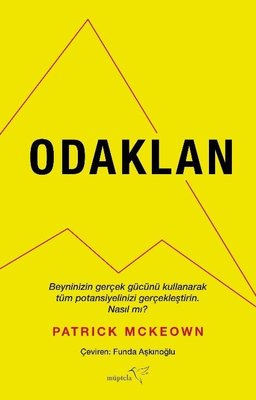 ODAKLAN
Beyninizin gerçek gücünü kullanarak
tüm potansiyelinizi gerçekleştirin.
Nasıl mı?
PATRICK MCKEOWN
Çeviren: Funda Aşkınoğlu
müptela